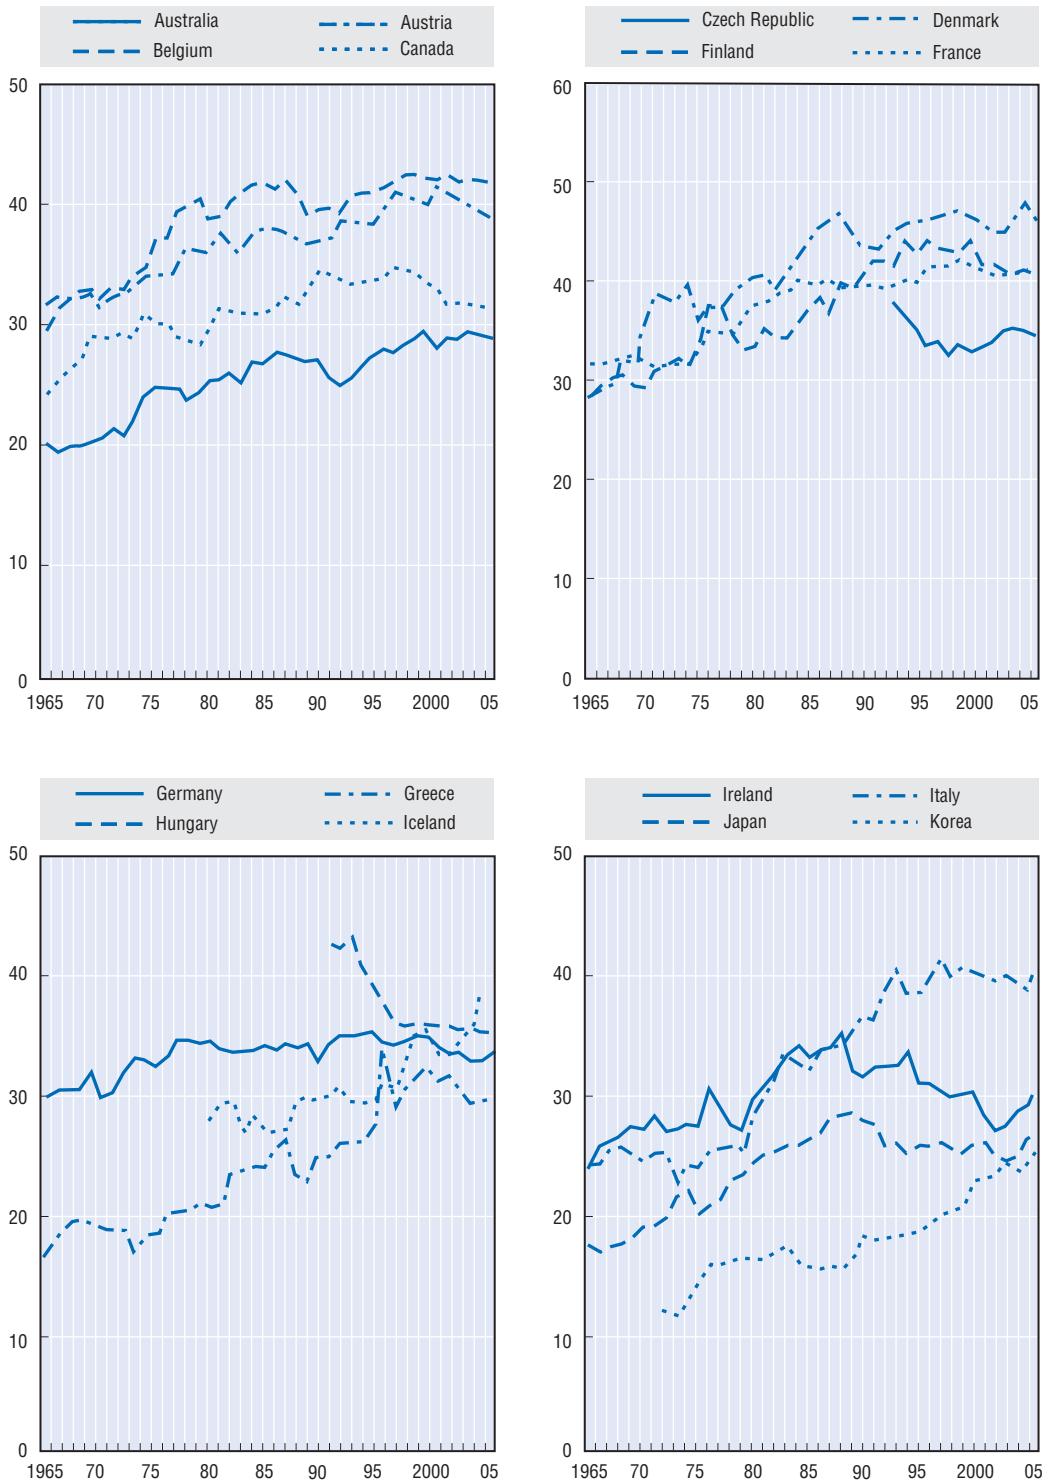 Australia Austria
Belgium Canada
50
40
30
20
10
0
1965 70 75 80 85 90 95 2000 05
Czech Republic Denmark
Finland France
60
50
40
30
20
10
0
1965 70 75 80 85 90 95 2000 05
Germany Greece
Hungary Iceland
50
40
30
20
10
0
1965 70 75 80 85 90 95 2000 05
Ireland Italy
Japan Korea
50
40
30
20
10
0
1965 70 75 80 85 90 95 2000 05